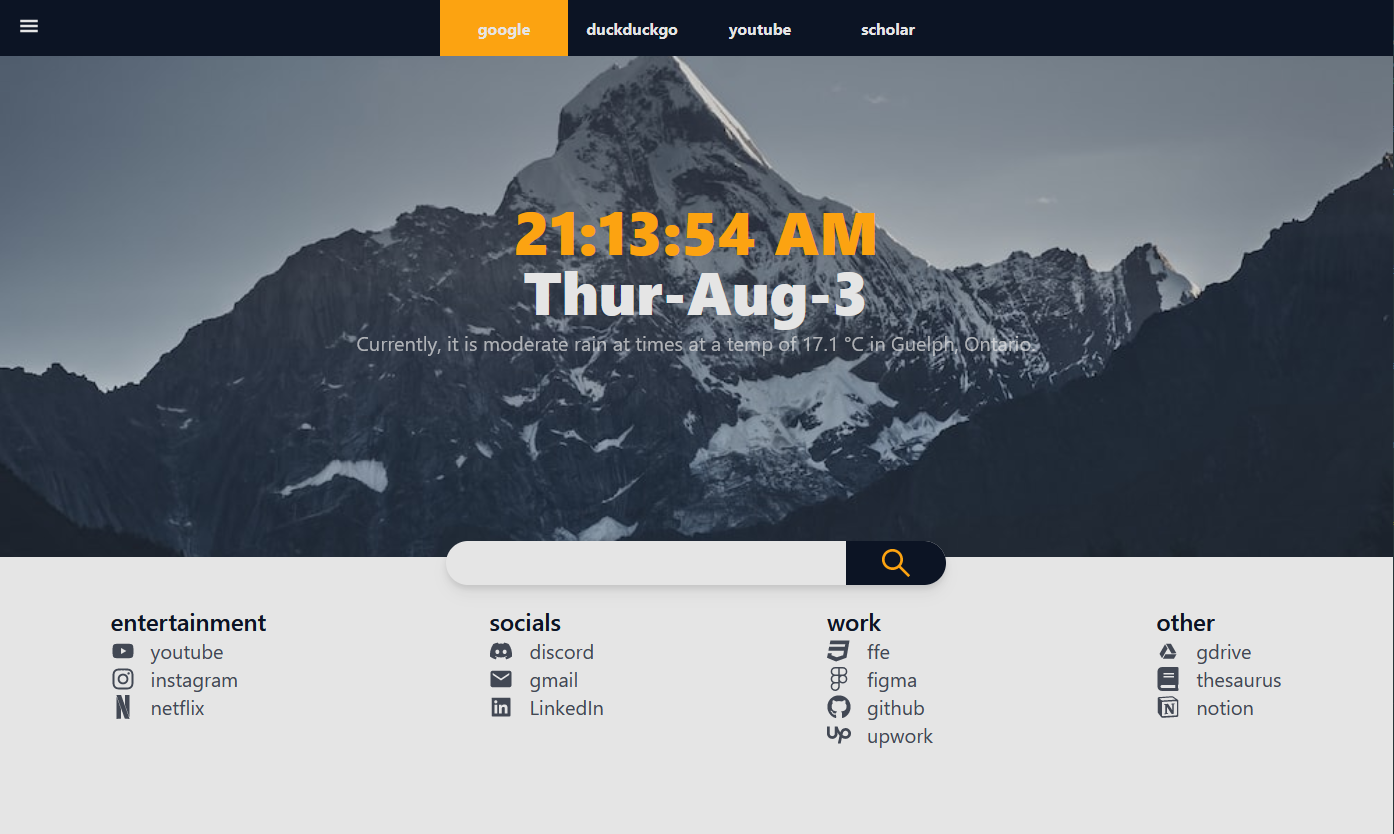 google duckduckgo youtube scholar
21:13:54 AM
Thur-Aug-3
Currently, it is moderate rain at times at a temp of 17.1 °C in Guelph, Ontario.
entertainment
youtube
instagram
netflix
socials
discord
gmail
LinkedIn
work
ffe
figma
github
upwork
other
gdrive
thesaurus
notion